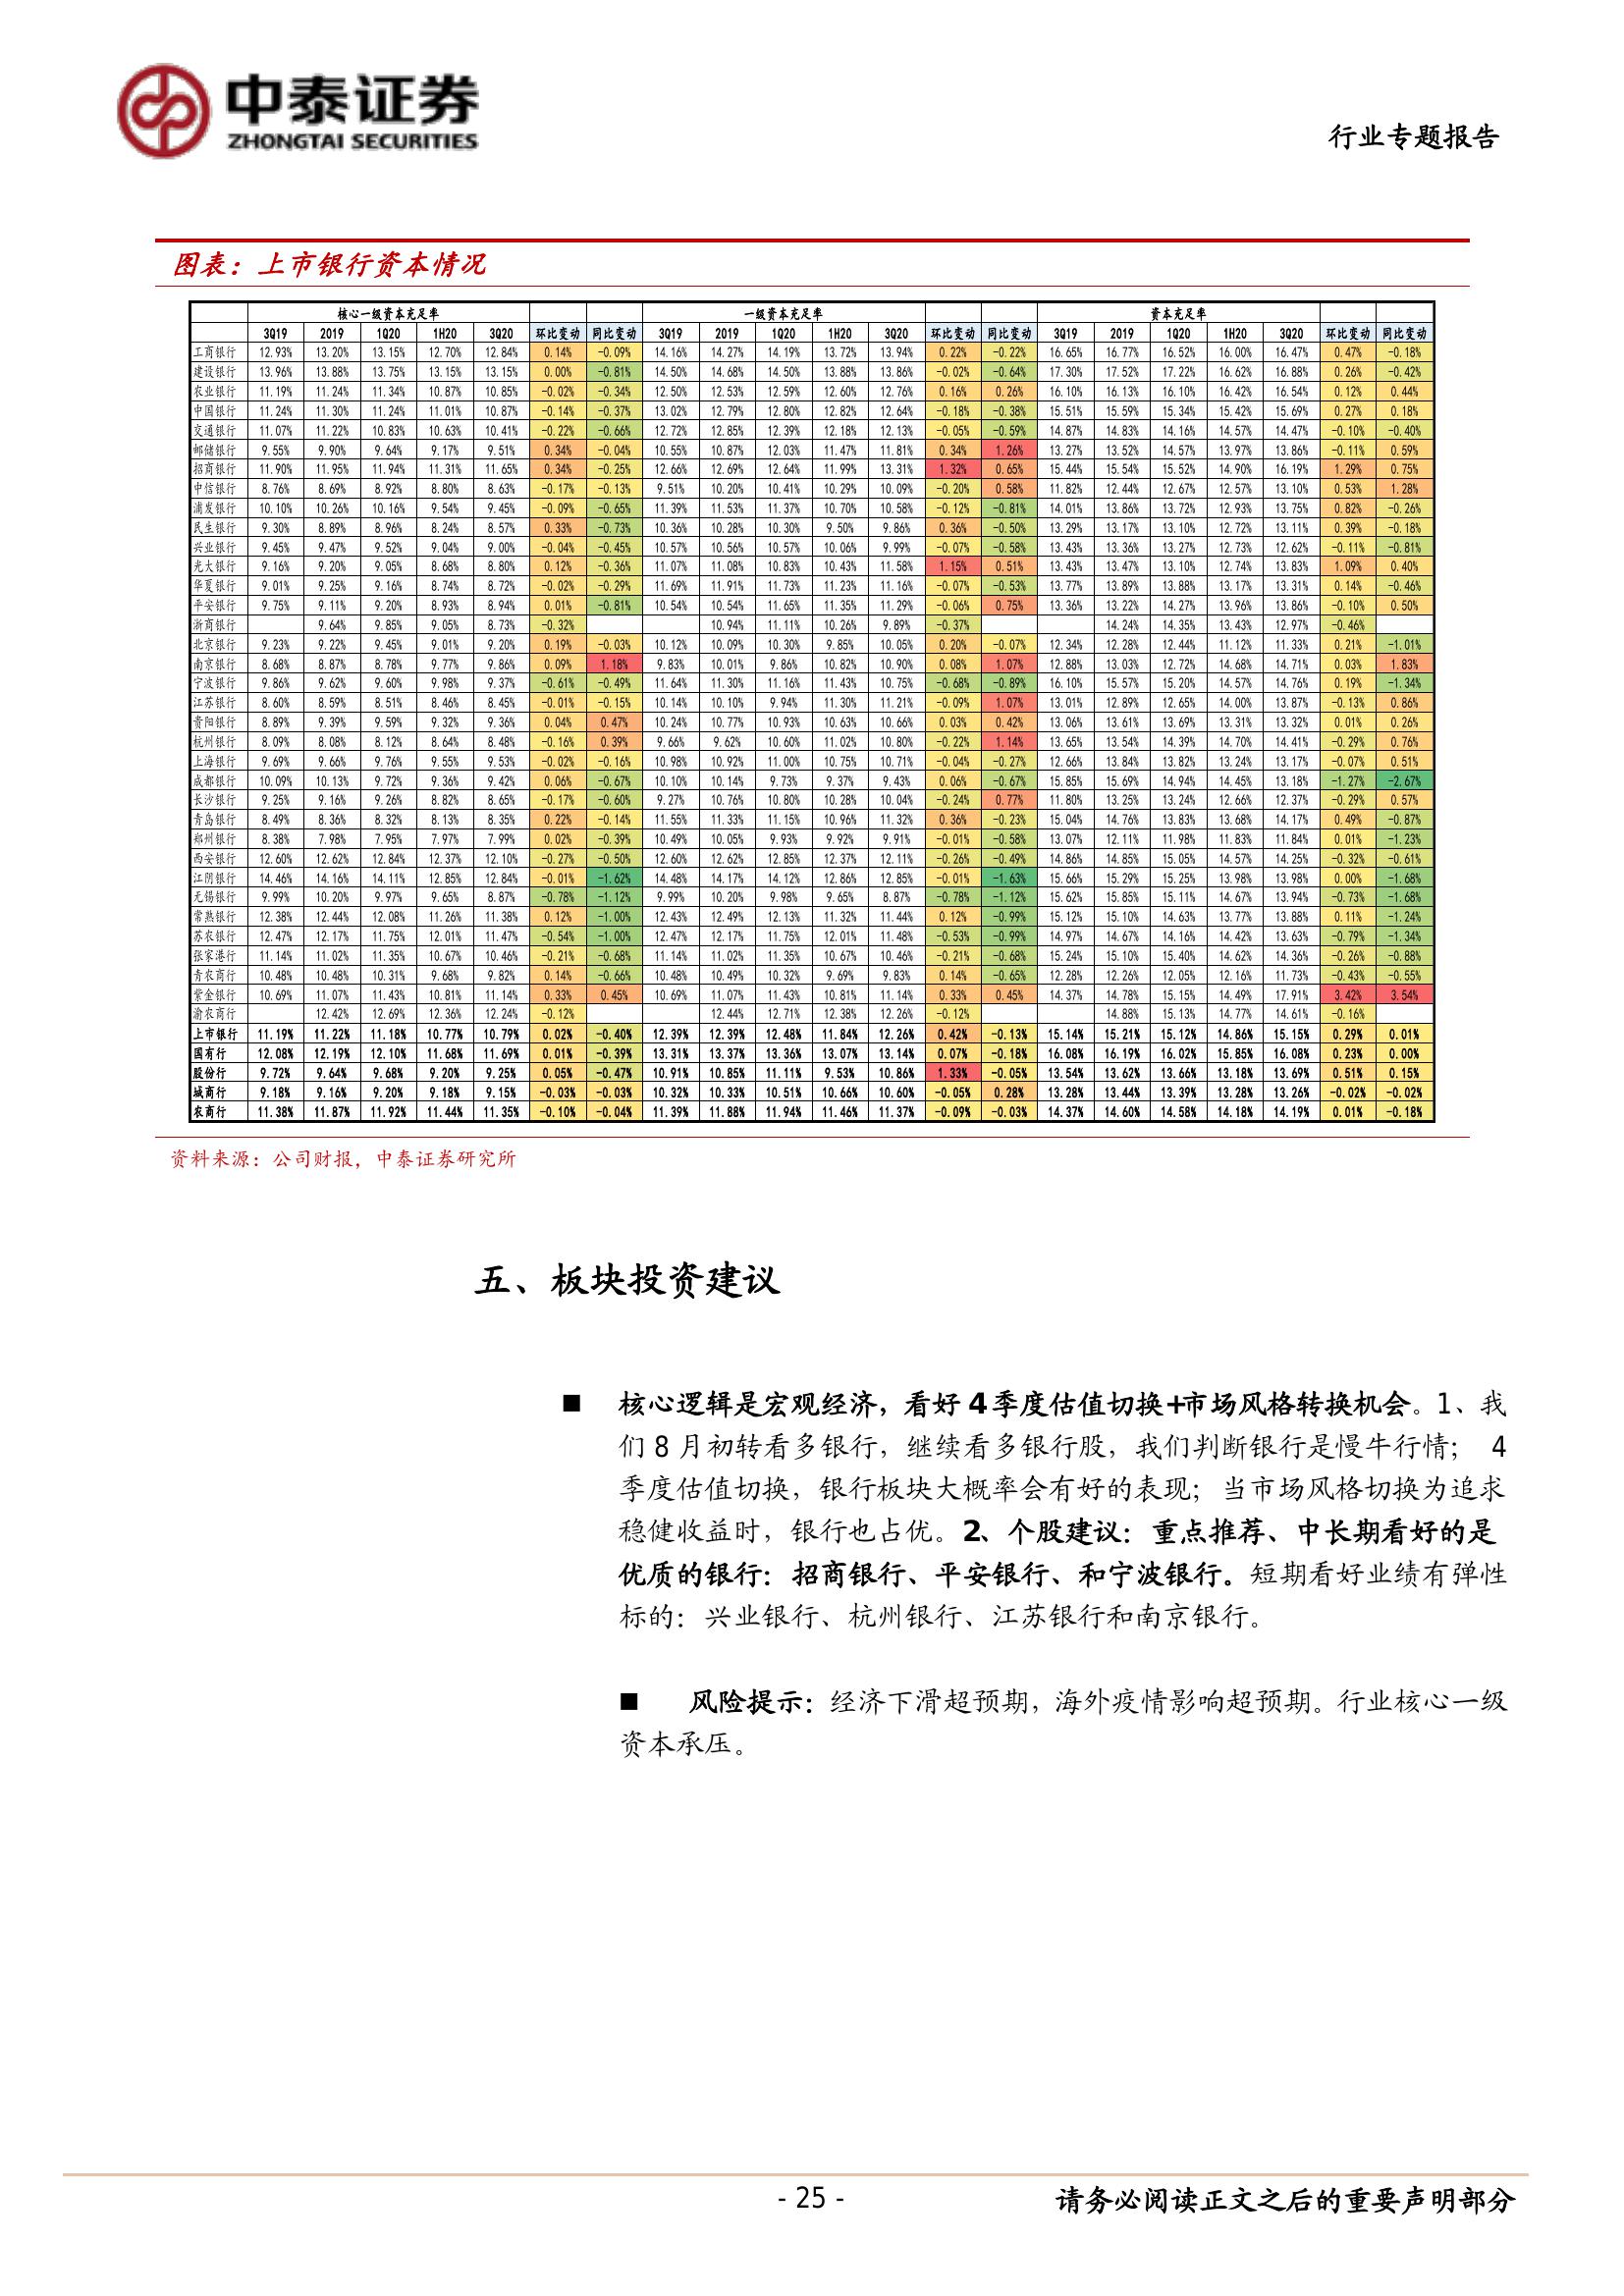 中泰证券
ZHONGTAI SECURITIES
行业专题报告
图表：上市银行资本情况
核心一级资本充足率 一级资本充足率 资本充足率
3Q19 2019 1Q20 1H20 3Q20 环比变动 同比变动 3Q19 2019 1Q20 1H20 3Q20 环比变动 同比变动 3Q19 2019 1Q20 1H20 3Q20 环比变动 同比变动
工商银行 12.93% 13.20% 13.15% 12.70% 12.84% 0.14% -0.09% 14.16% 14.27% 14.19% 13.72% 13.94% 0.22% -0.22% 16.65% 16.77% 16.52% 16.00% 16.47% 0.47% -0.18%
建设银行 13.96% 13.88% 13.75% 13.15% 13.15% 0.00% -0.81% 14.50% 14.68% 14.50% 13.88% 13.86% -0.02% -0.64% 17.30% 17.52% 17.22% 16.62% 16.88% 0.26% -0.42%
农业银行 11.19% 11.24% 11.34% 10.87% 10.85% -0.02% -0.34% 12.50% 12.53% 12.59% 12.60% 12.76% 0.16% 0.26% 16.10% 16.13% 16.10% 16.42% 16.54% 0.12% 0.44%
中国银行 11.24% 11.30% 11.24% 11.01% 10.87% -0.14% -0.37% 13.02% 12.79% 12.80% 12.82% 12.64% -0.18% -0.38% 15.51% 15.59% 15.34% 15.42% 15.69% 0.27% 0.18%
交通银行 11.07% 11.22% 10.83% 10.63% 10.41% -0.22% -0.66% 12.72% 12.85% 12.39% 12.18% 12.13% -0.05% -0.59% 14.87% 14.83% 14.16% 14.57% 14.47% -0.10% -0.40%
邮储银行 9.55% 9.90% 9.64% 9.17% 9.51% 0.34% -0.04% 10.55% 10.87% 12.03% 11.47% 11.81% 0.34% 1.26% 13.27% 13.52% 14.57% 13.97% 13.86% -0.11% 0.59%
招商银行 11.90% 11.95% 11.94% 11.31% 11.65% 0.34% -0.25% 12.66% 12.69% 12.64% 11.99% 13.31% 1.32% 0.65% 15.44% 15.54% 15.52% 14.90% 16.19% 1.29% 0.75%
中信银行 8.76% 8.69% 8.92% 8.80% 8.63% -0.17% -0.13% 9.51% 10.20% 10.41% 10.29% 10.09% -0.20% 0.58% 11.82% 12.44% 12.67% 12.57% 13.10% 0.53% 1.28%
浦发银行 10.10% 10.26% 10.16% 9.54% 9.45% -0.09% -0.65% 11.39% 11.53% 11.37% 10.70% 10.58% -0.12% -0.81% 14.01% 13.86% 13.72% 12.93% 13.75% 0.82% -0.26%
民生银行 9.30% 8.89% 8.96% 8.24% 8.57% 0.33% -0.73% 10.36% 10.28% 10.30% 9.50% 9.86% 0.36% -0.50% 13.29% 13.17% 13.10% 12.72% 13.11% 0.39% -0.18%
兴业银行 9.45% 9.47% 9.52% 9.04% 9.00% -0.04% -0.45% 10.57% 10.56% 10.57% 10.06% 9.99% -0.07% -0.58% 13.43% 13.36% 13.27% 12.73% 12.62% -0.11% -0.81%
光大银行 9.16% 9.20% 9.05% 8.68% 8.80% 0.12% -0.36% 11.07% 11.08% 10.83% 10.43% 11.58% 1.15% 0.51% 13.43% 13.47% 13.10% 12.74% 13.83% 1.09% 0.40%
华夏银行 9.01% 9.25% 9.16% 8.74% 8.72% -0.02% -0.29% 11.69% 11.91% 11.73% 11.23% 11.16% -0.07% -0.53% 13.77% 13.89% 13.88% 13.17% 13.31% 0.14% -0.46%
平安银行 9.75% 9.11% 9.20% 8.93% 8.94% 0.01% -0.81% 10.54% 10.54% 11.65% 11.35% 11.29% -0.06% 0.75% 13.36% 13.22% 14.27% 13.96% 13.86% -0.10% 0.50%
浙商银行 9.64% 9.85% 9.05% 8.73% -0.32% 10.94% 11.11% 10.26% 9.89% -0.37% 14.24% 14.35% 13.43% 12.97% -0.46%
北京银行 9.23% 9.22% 9.45% 9.01% 9.20% 0.19% -0.03% 10.12% 10.09% 10.30% 9.85% 10.05% 0.20% -0.07% 12.34% 12.28% 12.44% 11.12% 11.33% 0.21% -1.01%
南京银行 8.68% 8.87% 8.78% 9.77% 9.86% 0.09% 1.18% 9.83% 10.01% 9.86% 10.82% 10.90% 0.08% 1.07% 12.88% 13.03% 12.72% 14.68% 14.71% 0.03% 1.83%
宁波银行 9.86% 9.62% 9.60% 9.98% 9.37% -0.61% -0.49% 11.64% 11.30% 11.16% 11.43% 10.75% -0.68% -0.89% 16.10% 15.57% 15.20% 14.57% 14.76% 0.19% -1.34%
江苏银行 8.60% 8.59% 8.51% 8.46% 8.45% -0.01% -0.15% 10.14% 10.10% 9.94% 11.30% 11.21% -0.09% 1.07% 13.01% 12.89% 12.65% 14.00% 13.87% -0.13% 0.86%
贵阳银行 8.89% 9.39% 9.59% 9.32% 9.36% 0.04% 0.47% 10.24% 10.77% 10.93% 10.63% 10.66% 0.03% 0.42% 13.06% 13.61% 13.69% 13.31% 13.32% 0.01% 0.26%
杭州银行 8.09% 8.08% 8.12% 8.64% 8.48% -0.16% 0.39% 9.66% 9.62% 10.60% 11.02% 10.80% -0.22% 1.14% 13.65% 13.54% 14.39% 14.70% 14.41% -0.29% 0.76%
上海银行 9.69% 9.66% 9.76% 9.55% 9.53% -0.02% -0.16% 10.98% 10.92% 11.00% 10.75% 10.71% -0.04% -0.27% 12.66% 13.84% 13.82% 13.24% 13.17% -0.07% 0.51%
成都银行 10.09% 10.13% 9.72% 9.36% 9.42% 0.06% -0.67% 10.10% 10.14% 9.73% 9.37% 9.43% 0.06% -0.67% 15.85% 15.69% 14.94% 14.45% 13.18% -1.27% -2.67%
长沙银行 9.25% 9.16% 9.26% 8.82% 8.65% -0.17% -0.60% 9.27% 10.76% 10.80% 10.28% 10.04% -0.24% 0.77% 11.80% 13.25% 13.24% 12.66% 12.37% -0.29% 0.57%
青岛银行 8.49% 8.36% 8.32% 8.13% 8.35% 0.22% -0.14% 11.55% 11.33% 11.15% 10.96% 11.32% 0.36% -0.23% 15.04% 14.76% 13.83% 13.68% 14.17% 0.49% -0.87%
郑州银行 8.38% 7.98% 7.95% 7.97% 7.99% 0.02% -0.39% 10.49% 10.05% 9.93% 9.92% 9.91% -0.01% -0.58% 13.07% 12.11% 11.98% 11.83% 11.84% 0.01% -1.23%
西安银行 12.60% 12.62% 12.84% 12.37% 12.10% -0.27% -0.50% 12.60% 12.62% 12.85% 12.37% 12.11% -0.26% -0.49% 14.86% 14.85% 15.05% 14.57% 14.25% -0.32% -0.61%
江阴银行 14.46% 14.16% 14.11% 12.85% 12.84% -0.01% -1.62% 14.48% 14.17% 14.12% 12.86% 12.85% -0.01% -1.63% 15.66% 15.29% 15.25% 13.98% 13.98% 0.00% -1.68%
无锡银行 9.99% 10.20% 9.97% 9.65% 8.87% -0.78% -1.12% 9.99% 10.20% 9.98% 9.65% 8.87% -0.78% -1.12% 15.62% 15.85% 15.11% 14.67% 13.94% -0.73% -1.68%
常熟银行 12.38% 12.44% 12.08% 11.26% 11.38% 0.12% -1.00% 12.43% 12.49% 12.13% 11.32% 11.44% 0.12% -0.99% 15.12% 15.10% 14.63% 13.77% 13.88% 0.11% -1.24%
苏农银行 12.47% 12.17% 11.75% 12.01% 11.47% -0.54% -1.00% 12.47% 12.17% 11.75% 12.01% 11.48% -0.53% -0.99% 14.97% 14.67% 14.16% 14.42% 13.63% -0.79% -1.34%
张家港行 11.14% 11.02% 11.35% 10.67% 10.46% -0.21% -0.68% 11.14% 11.02% 11.35% 10.67% 10.46% -0.21% -0.68% 15.24% 15.10% 15.40% 14.62% 14.36% -0.26% -0.88%
青农商行 10.48% 10.48% 10.31% 9.68% 9.82% 0.14% -0.66% 10.48% 10.49% 10.32% 9.69% 9.83% 0.14% -0.65% 12.28% 12.26% 12.05% 12.16% 11.73% -0.43% -0.55%
紫金银行 10.69% 11.07% 11.43% 10.81% 11.14% 0.33% 0.45% 10.69% 11.07% 11.43% 10.81% 11.14% 0.33% 0.45% 14.37% 14.78% 15.15% 14.49% 17.91% 3.42% 3.54%
渝农商行 12.42% 12.69% 12.36% 12.24% -0.12% 12.44% 12.71% 12.38% 12.26% -0.12% 14.88% 15.13% 14.77% 14.61% -0.16%
上市银行 11.19% 11.22% 11.18% 10.77% 10.79% 0.02% -0.40% 12.39% 12.39% 12.48% 11.84% 12.26% 0.42% -0.13% 15.14% 15.21% 15.12% 14.86% 15.15% 0.29% 0.01%
国有行 12.08% 12.19% 12.10% 11.68% 11.69% 0.01% -0.39% 13.31% 13.37% 13.36% 13.07% 13.14% 0.07% -0.18% 16.08% 16.19% 16.02% 15.85% 16.08% 0.23% 0.00%
股份行 9.72% 9.64% 9.68% 9.20% 9.25% 0.05% -0.47% 10.91% 10.85% 11.11% 9.53% 10.86% 1.33% -0.05% 13.54% 13.62% 13.66% 13.18% 13.69% 0.51% 0.15%
城商行 9.18% 9.16% 9.20% 9.18% 9.15% -0.03% -0.03% 10.32% 10.33% 10.51% 10.66% 10.60% -0.05% 0.28% 13.28% 13.44% 13.39% 13.28% 13.26% -0.02% -0.02%
农商行 11.38% 11.87% 11.92% 11.44% 11.35% -0.10% -0.04% 11.39% 11.88% 11.94% 11.46% 11.37% -0.09% -0.03% 14.37% 14.60% 14.58% 14.18% 14.19% 0.01% -0.18%
资料来源：公司财报，中泰证券研究所
五、板块投资建议
■ 核心逻辑是宏观经济，看好 4 季度估值切换+市场风格转换机会。1、我
们 8 月初转看多银行，继续看多银行股，我们判断银行是慢牛行情； 4
季度估值切换，银行板块大概率会有好的表现；当市场风格切换为追求
稳健收益时，银行也占优。2、个股建议：重点推荐、中长期看好的是
优质的银行：招商银行、平安银行、和宁波银行。短期看好业绩有弹性
标的：兴业银行、杭州银行、江苏银行和南京银行。
■ 风险提示：经济下滑超预期，海外疫情影响超预期。行业核心一级
资本承压。
- 25 -
请务必阅读正文之后的重要声明部分